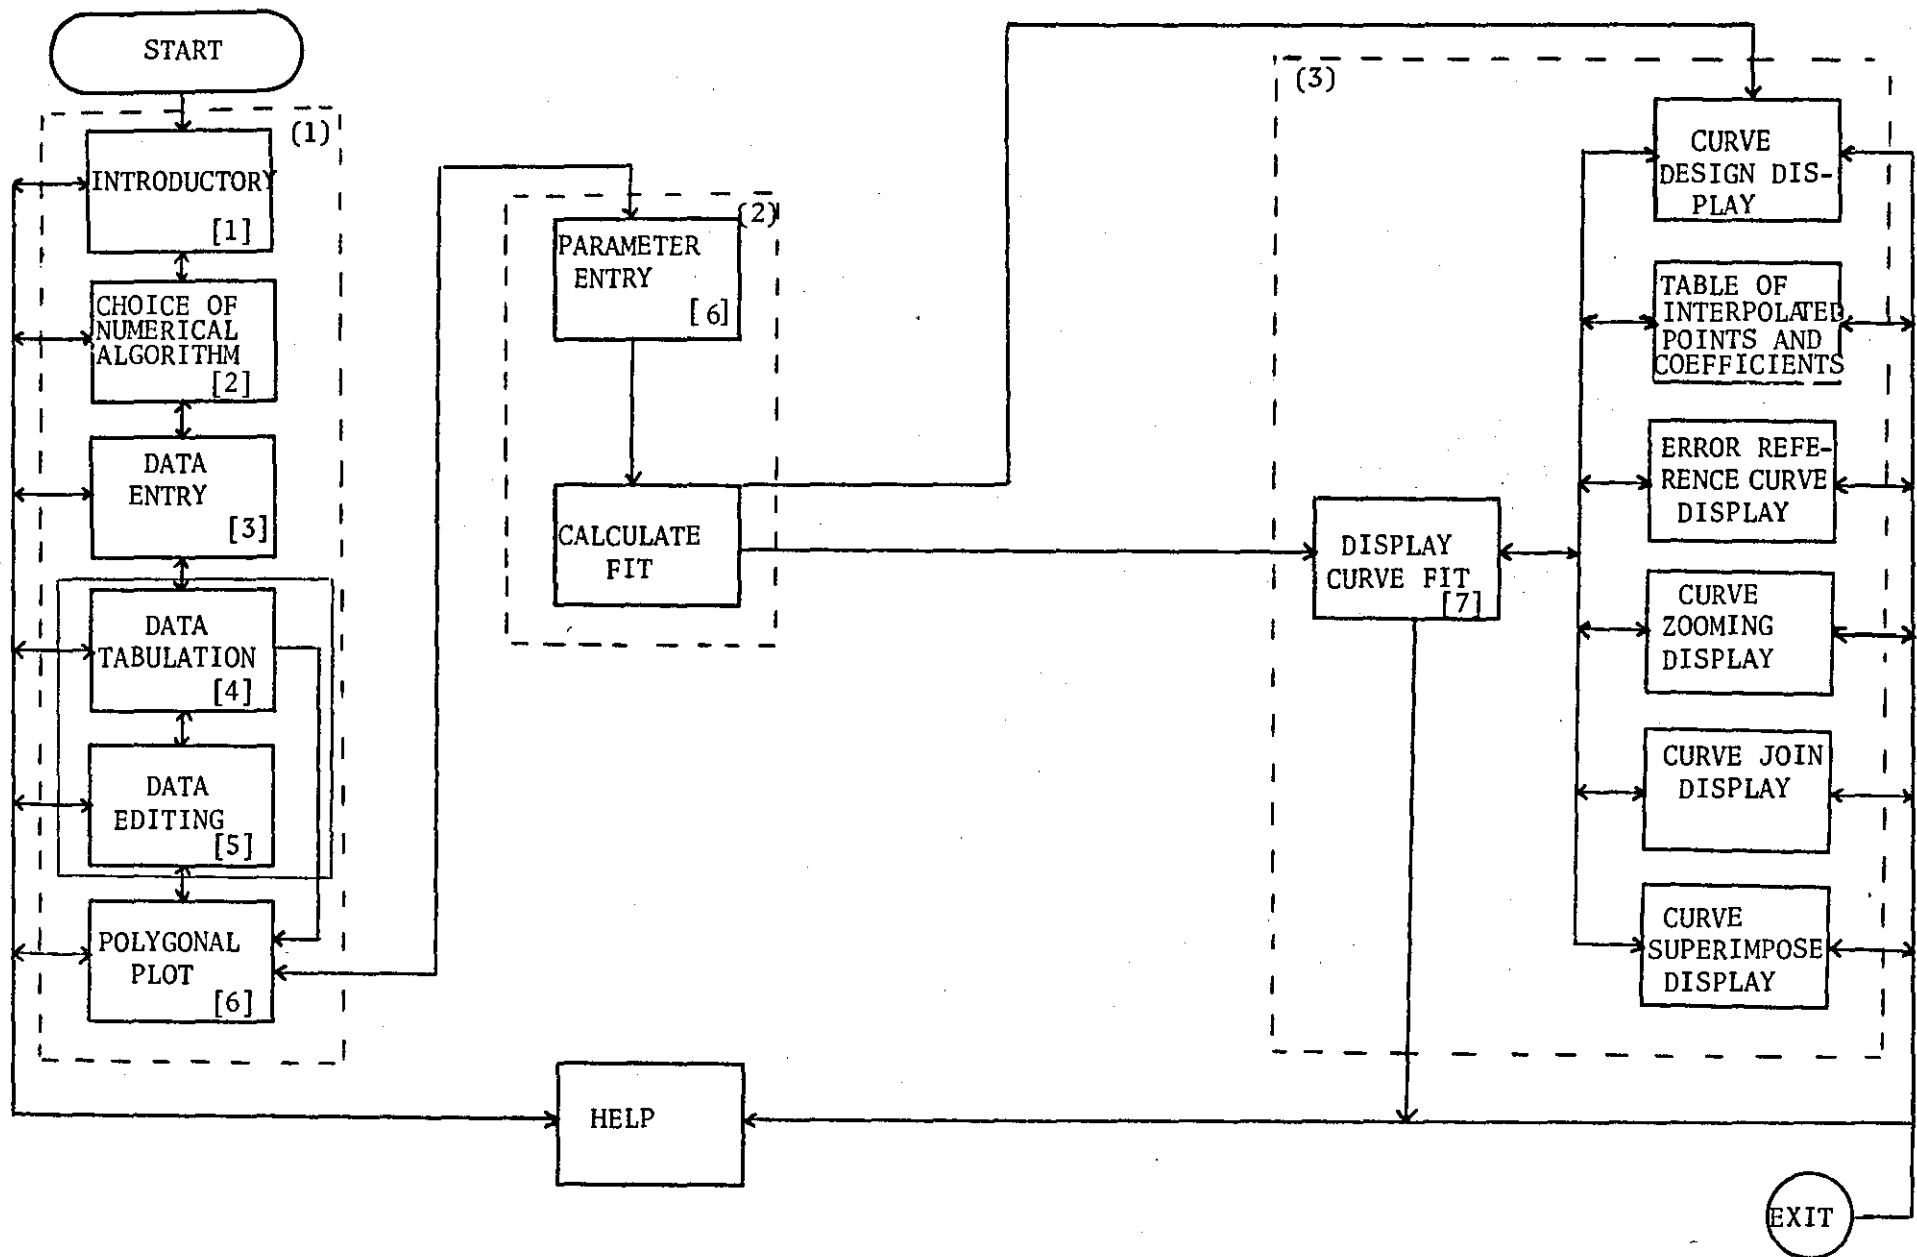 START
(1)
INTRODUCTORY
[1]
CHOICE OF
NUMERICAL
ALGORITHM
[2]
DATA
ENTRY
[3]
DATA
TABULATION
[4]
DATA
EDITING
[5]
POLYGONAL
PLOT
[6]
(2)
PARAMETER
ENTRY
[6]
CALCULATE
FIT
HELP
(3)
DISPLAY
CURVE FIT
[7]
CURVE
DESIGN DIS-
PLAY
TABLE OF
INTERPOLATED
POINTS AND
COEFFICIENTS
ERROR REFE-
RENCE CURVE
DISPLAY
CURVE
ZOOMING
DISPLAY
CURVE JOIN
DISPLAY
CURVE
SUPERIMPOSE
DISPLAY
EXIT